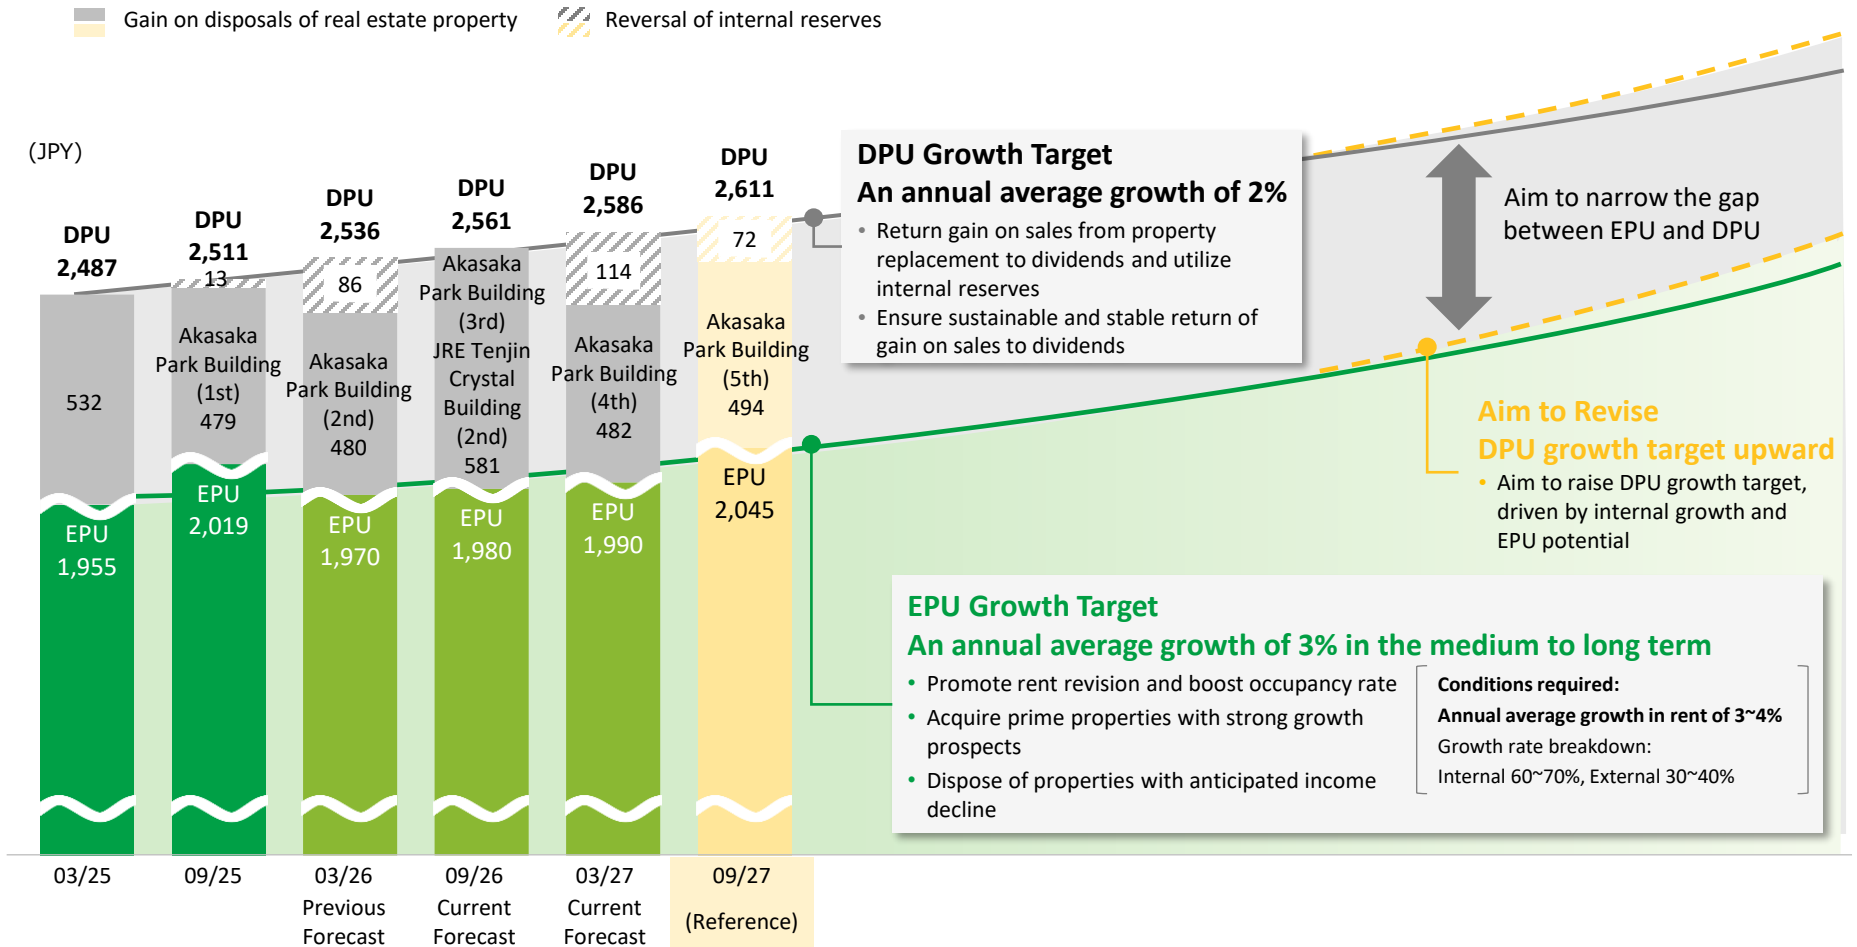 Gain on disposals of real estate property
Reversal of internal reserves
(JPY)
DPU
2,487
532
EPU
1,955
03/25
DPU
2,511
13
Akasaka
Park Building
(1st)
479
EPU
2,019
09/25
DPU
2,536
86
Akasaka
Park Building
(2nd)
480
EPU
1,970
03/26
Previous
Forecast
DPU
2,561
Akasaka
Park Building
(3rd)
JRE Tenjin
Crystal
Building
(2nd)
581
EPU
1,980
09/26
Current
Forecast
DPU
2,586
114
Akasaka
Park Building
(4th)
482
EPU
1,990
03/27
Current
Forecast
DPU
2,611
72
Akasaka
Park Building
(5th)
494
EPU
2,045
09/27
(Reference)
DPU Growth Target
An annual average growth of 2%
• Return gain on sales from property
replacement to dividends and utilize
internal reserves
• Ensure sustainable and stable return of
gain on sales to dividends
Aim to narrow the gap
between EPU and DPU
Aim to Revise
DPU growth target upward
• Aim to raise DPU growth target,
driven by internal growth and
EPU potential
EPU Growth Target
An annual average growth of 3% in the medium to long term
• Promote rent revision and boost occupancy rate
• Acquire prime properties with strong growth
prospects
• Dispose of properties with anticipated income
decline
Conditions required:
Annual average growth in rent of 3~4%
Growth rate breakdown:
Internal 60~70%, External 30~40%